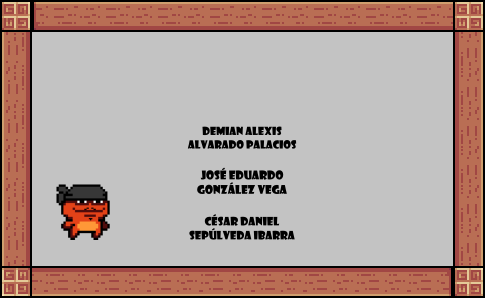 DEMIAN ALEXIS
ALVARADO PALACIOS
JOSÉ EDUARDO
GONZÁLEZ VEGA
CÉSAR DANIEL
SEPÚLVEDA IBARRA